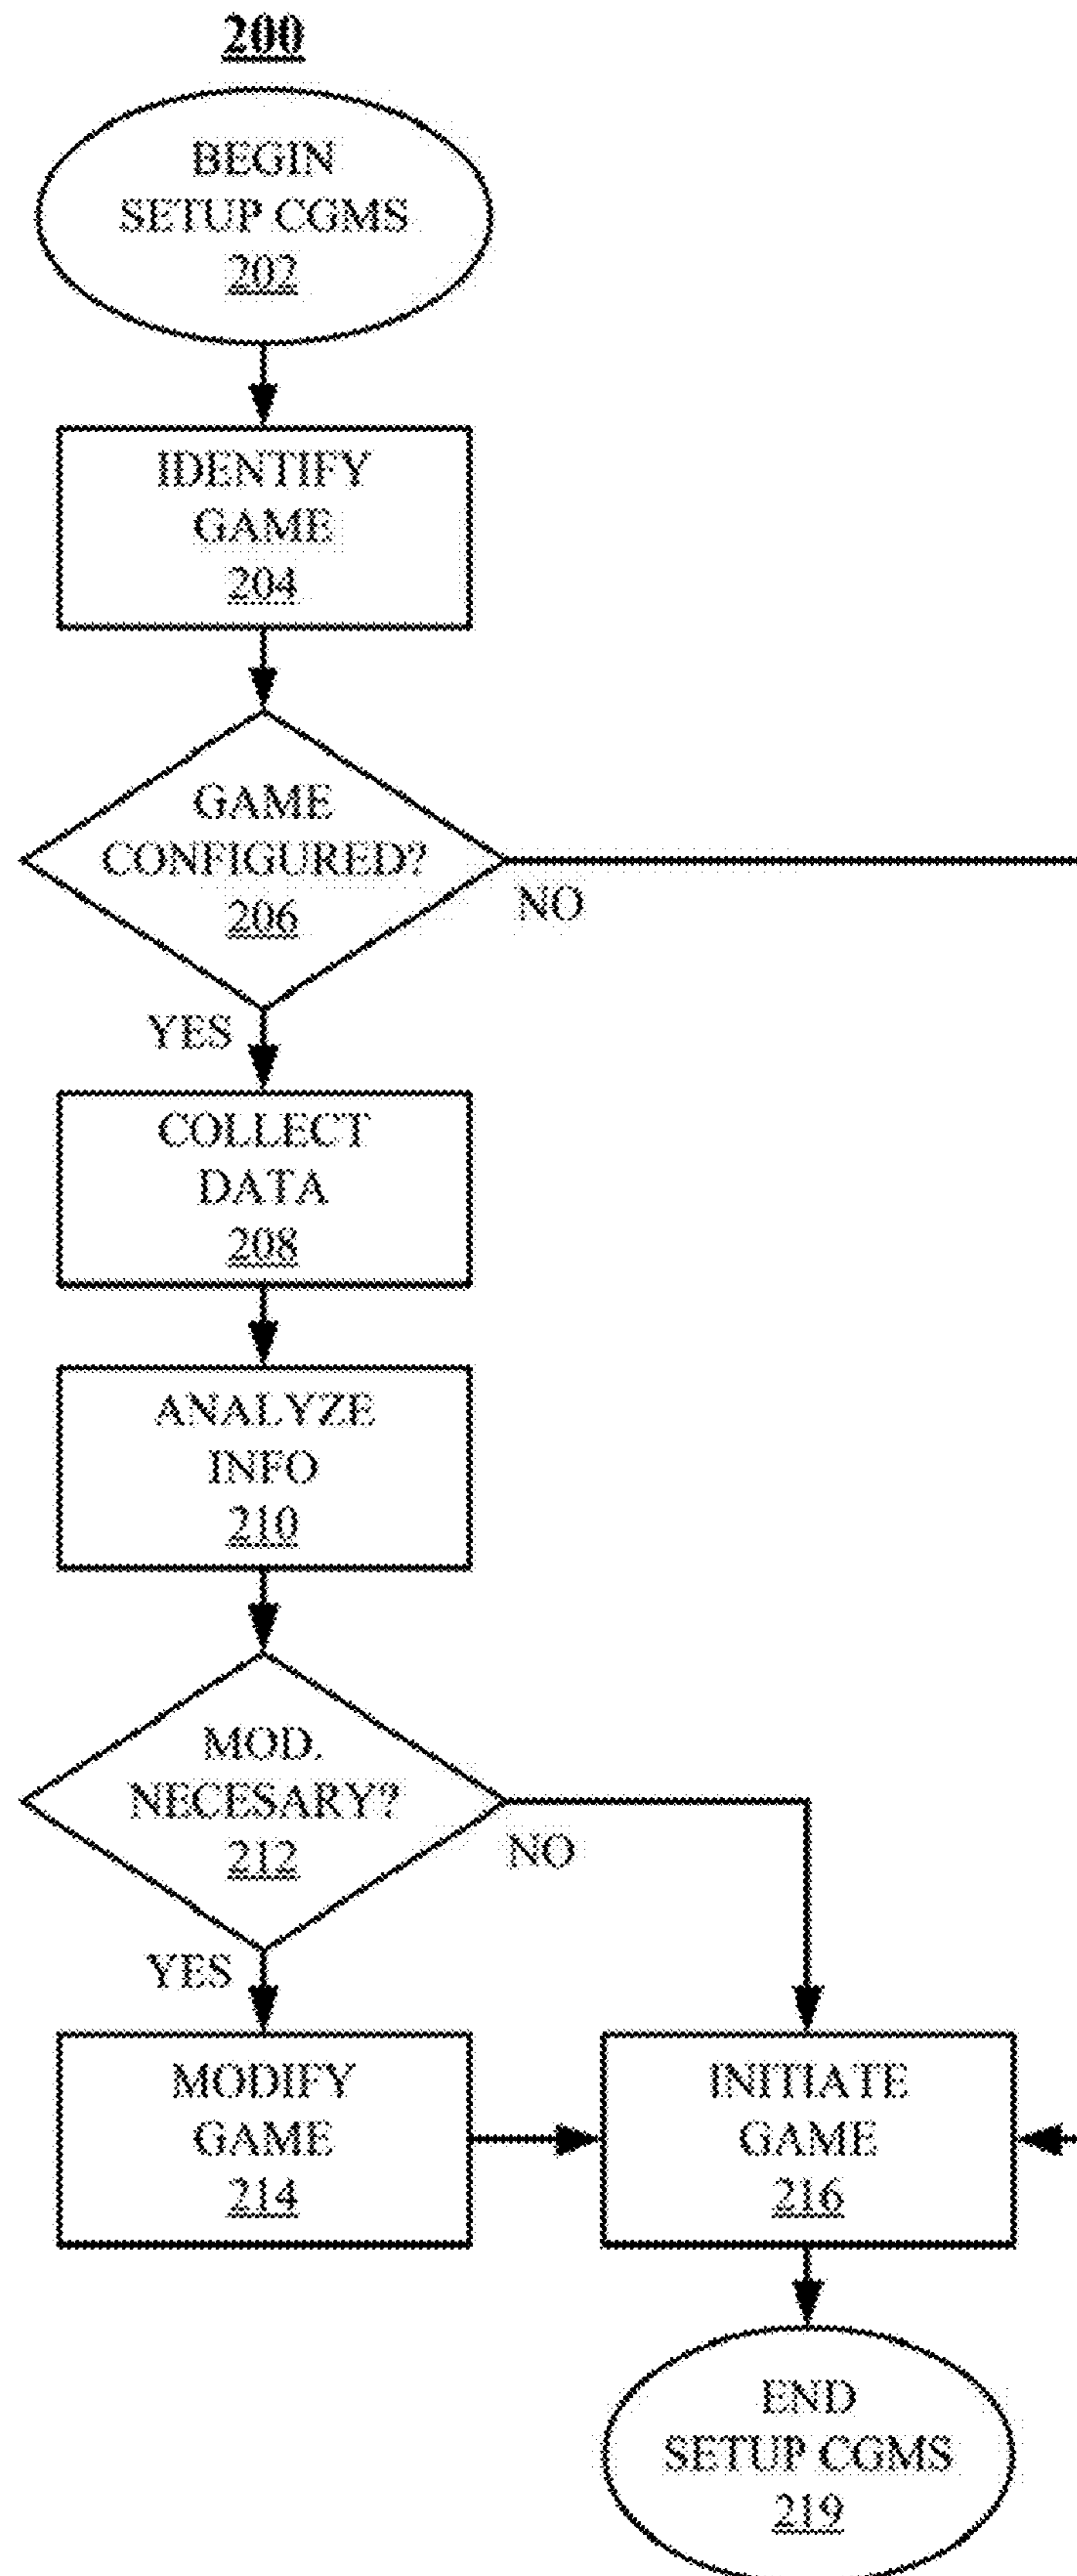 200
BEGIN
SETUP CGMS
202
IDENTIFY
GAME
204
GAME
CONFIGURED?
206
NO
YES
COLLECT
DATA
208
ANALYZE
INFO
210
MOD.
NECESARY?
212
NO
YES
MODIFY
GAME
214
INITIATE
GAME
216
END
SETUP CGMS
219